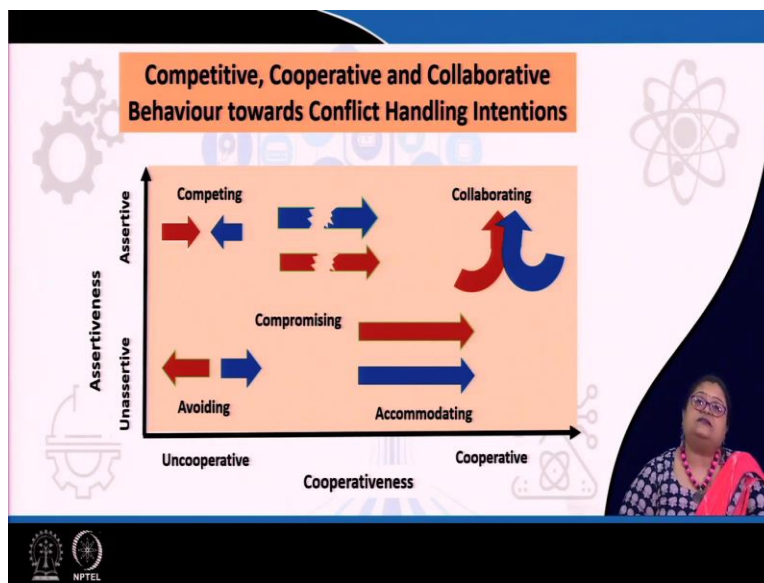 Competitive, Cooperative and Collaborative
Behaviour towards Conflict Handling Intentions
Assertiveness
Assertive
Unassertive
Competing
Collaborating
Compromising
Avoiding
Accommodating
Uncooperative
Cooperative
Cooperativeness
NPTEL